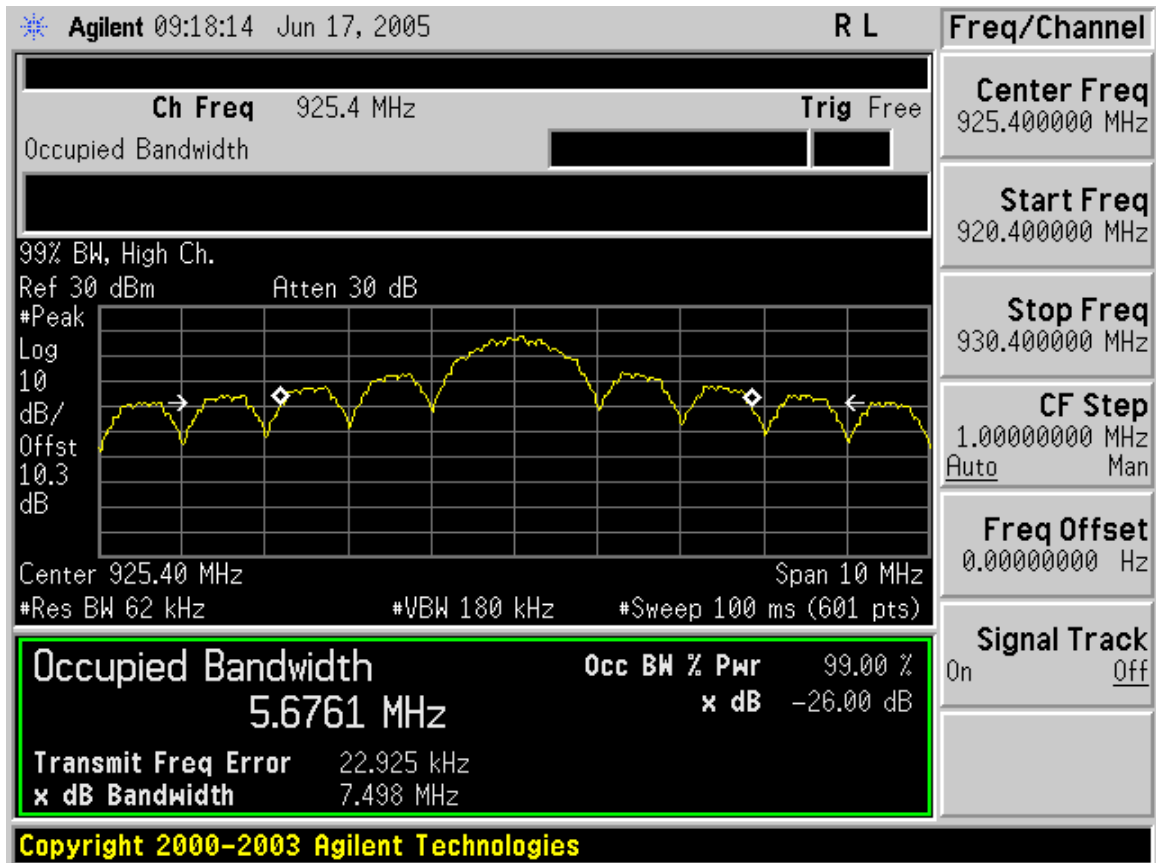 Agilent 09:18:14 Jun 17, 2005 R L
Ch Freq 925.4 MHz Trig Free
Occupied Bandwidth
99% BW, High Ch.
Ref 30 dBm Atten 30 dB
#Peak
Log
10
dB/
Offst
10.3
dB
Center 925.40 MHz Span 10 MHz
#Res BW 62 kHz #VBW 180 kHz #Sweep 100 ms (601 pts)
Occupied Bandwidth
5.6761 MHz
Occ BW % Pwr 99.00 %
x dB -26.00 dB
Transmit Freq Error 22.925 kHz
x dB Bandwidth 7.498 MHz
Copyright 2000-2003 Agilent Technologies
Freq/Channel
Center Freq
925.400000 MHz
Start Freq
920.400000 MHz
Stop Freq
930.400000 MHz
CF Step
1.00000000 MHz
Auto Man
Freq Offset
0.00000000 Hz
Signal Track
On Off